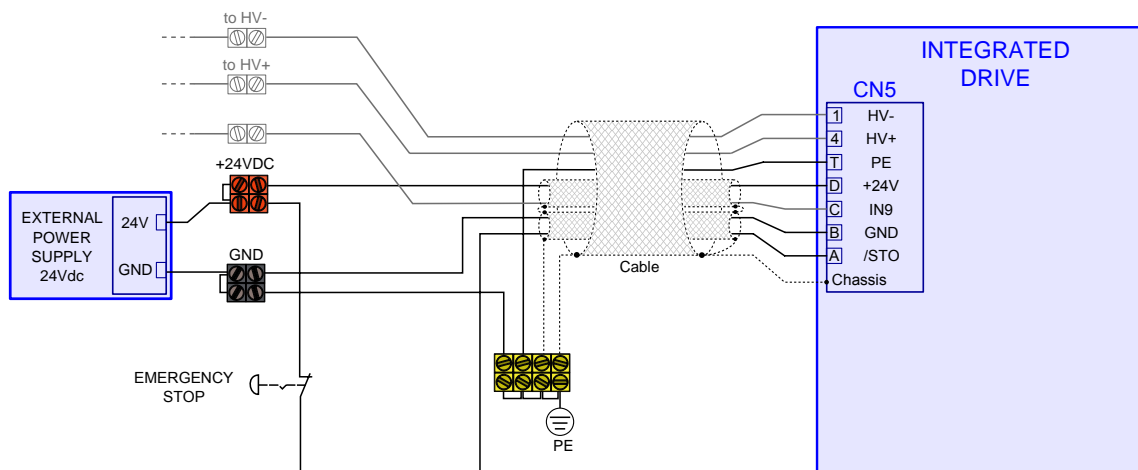 to HV-
to HV+
+24VDC
EXTERNAL
POWER
SUPPLY
24Vdc
24V
GND
GND
EMERGENCY
STOP
PE
Cable
INTEGRATED
DRIVE
CN5
1 HV-
4 HV+
T PE
D +24V
C IN9
B GND
A /STO
Chassis